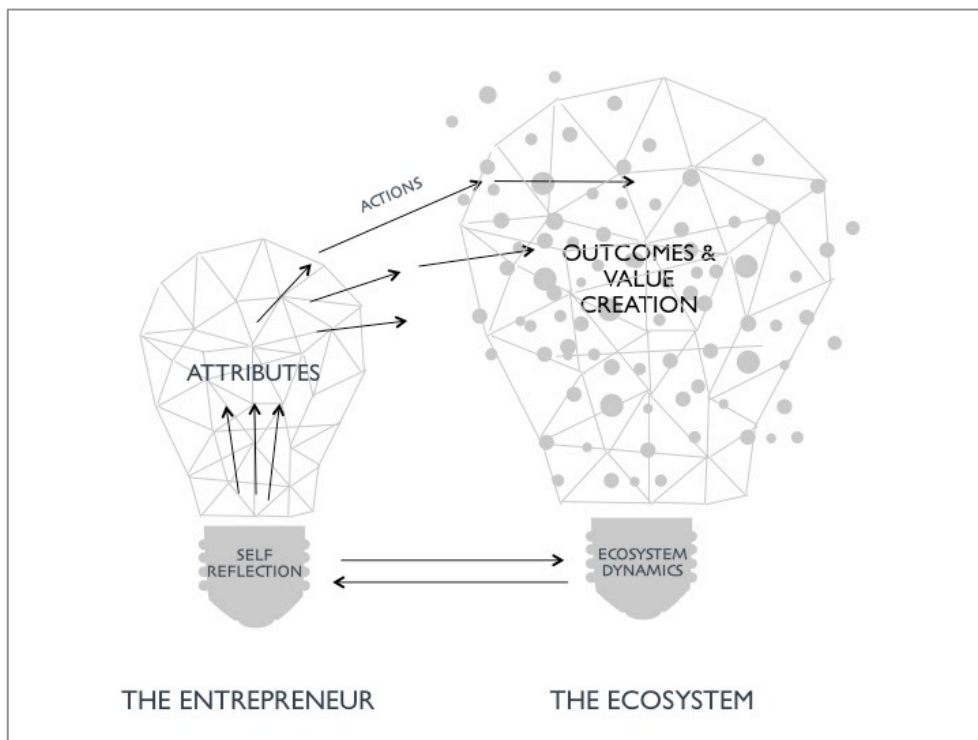 ACTIONS
OUTCOMES &
VALUE
CREATION
ATTRIBUTES
SELF
REFLECTION
ECOSYSTEM
DYNAMICS
THE ENTREPRENEUR
THE ECOSYSTEM